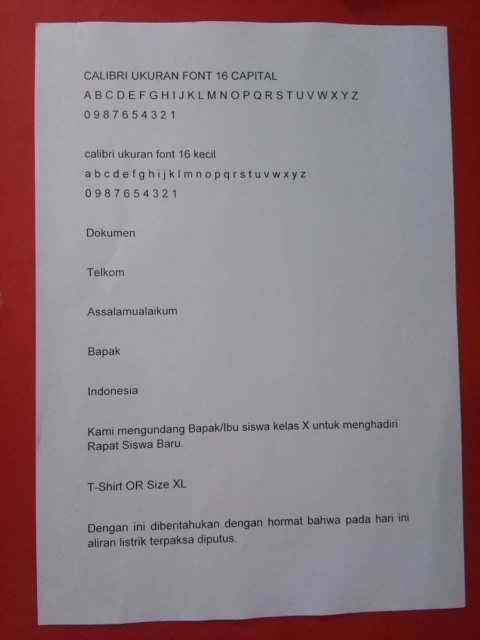 CALIBRI UKURAN FONT 16 CAPITAL
A B C D E F G H I J K L M N O P Q R S T U V W X Y Z
0 9 8 7 6 5 4 3 2 1
calibri ukuran font 16 kecil
a b c d e f g h i j k l m n o p q r s t u v w x y z
0 9 8 7 6 5 4 3 2 1
Dokumen
Telkom
Assalamualaikum
Bapak
Indonesia
Kami mengundang Bapak/Ibu siswa kelas X untuk menghadiri
Rapat Siswa Baru.
T-Shirt OR Size XL
Dengan ini diberitahukan dengan hormat bahwa pada hari ini
aliran listrik terpaksa diputus.